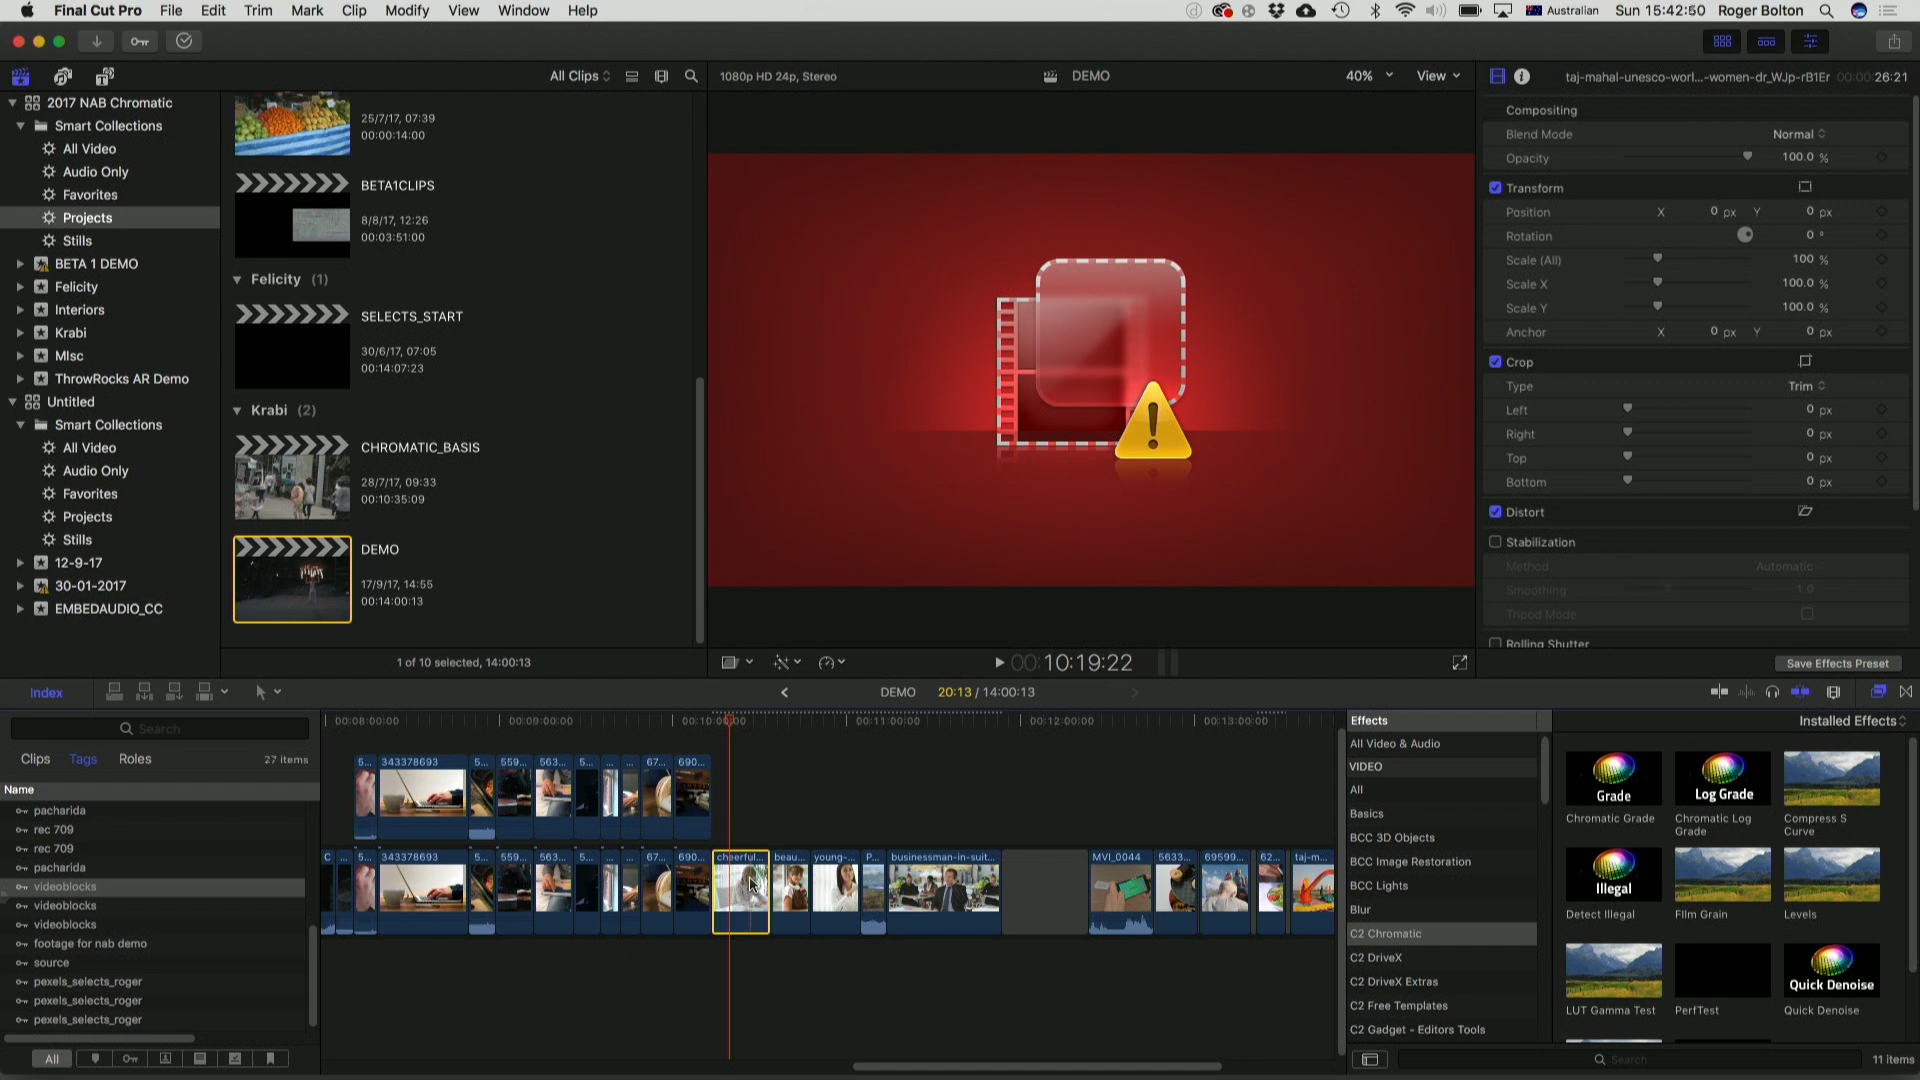 Final Cut Pro File Edit Trim Mark Clip Modify View Window Help
Australian Sun 15:42:50 Roger Bolton
All Clips
1080p HD 24p, Stereo
DEMO
40%
View
taj-mahal-unesco-worl...-women-dr_WJp-rB1Er
00:00:26:21
2017 NAB Chromatic
Smart Collections
All Video
Audio Only
Favorites
Projects
Stills
BETA 1 DEMO
Felicity
Interiors
Krabi
MIsc
ThrowRocks AR Demo
Untitled
Smart Collections
All Video
Audio Only
Favorites
Projects
Stills
12-9-17
30-01-2017
EMBEDAUDIO_CC
25/7/17, 07:39
00:00:14:00
BETA1CLIPS
8/8/17, 12:26
00:03:51:00
Felicity (1)
SELECTS_START
30/6/17, 07:05
00:14:07:23
Krabi (2)
CHROMATIC_BASIS
28/7/17, 09:33
00:10:35:09
DEMO
17/9/17, 14:55
00:14:00:13
1 of 10 selected, 14:00:13
00:10:19:22
Compositing
Blend Mode Normal
Opacity 100.0 %
Transform
Position X 0 px Y 0 px
Rotation 0 °
Scale (All) 100 %
Scale X 100.0 %
Scale Y 100.0 %
Anchor X 0 px Y 0 px
Crop
Type Trim
Left 0 px
Right 0 px
Top 0 px
Bottom 0 px
Distort
Stabilization
Method Automatic
Smoothing 1.0
Tripod Mode
Rolling Shutter
Save Effects Preset
Index
DEMO 20:13 / 14:00:13
Search
Clips Tags Roles 27 items
Name
pacharida
rec 709
rec 709
pacharida
videoblocks
videoblocks
videoblocks
footage for nab demo
source
pexels_selects_roger
pexels_selects_roger
pexels_selects_roger
All
00:08:00:00 00:09:00:00 00:10:00:00 00:11:00:00 00:12:00:00 00:13:00:00
5... 343378693 5... 559... 563... 5... ... ... 67... 690...
C ... 5... 343378693 5... 559... 563... 5... ... ... 67... 690... cheerful... beau... young-... P... businessman-in-suit... MVI_0044 5633... 69599... 62... taj-m...
Effects
All Video & Audio
VIDEO
All
Basics
BCC 3D Objects
BCC Image Restoration
BCC Lights
Blur
C2 Chromatic
C2 DriveX
C2 DriveX Extras
C2 Free Templates
C2 Gadget - Editors Tools
Installed Effects
Grade
Log Grade
Chromatic Grade
Chromatic Log Grade
Compress S Curve
Illegal
Detect Illegal
FIlm Grain
Levels
Quick Denoise
LUT Gamma Test
PerfTest
Quick Denoise
Search
11 items